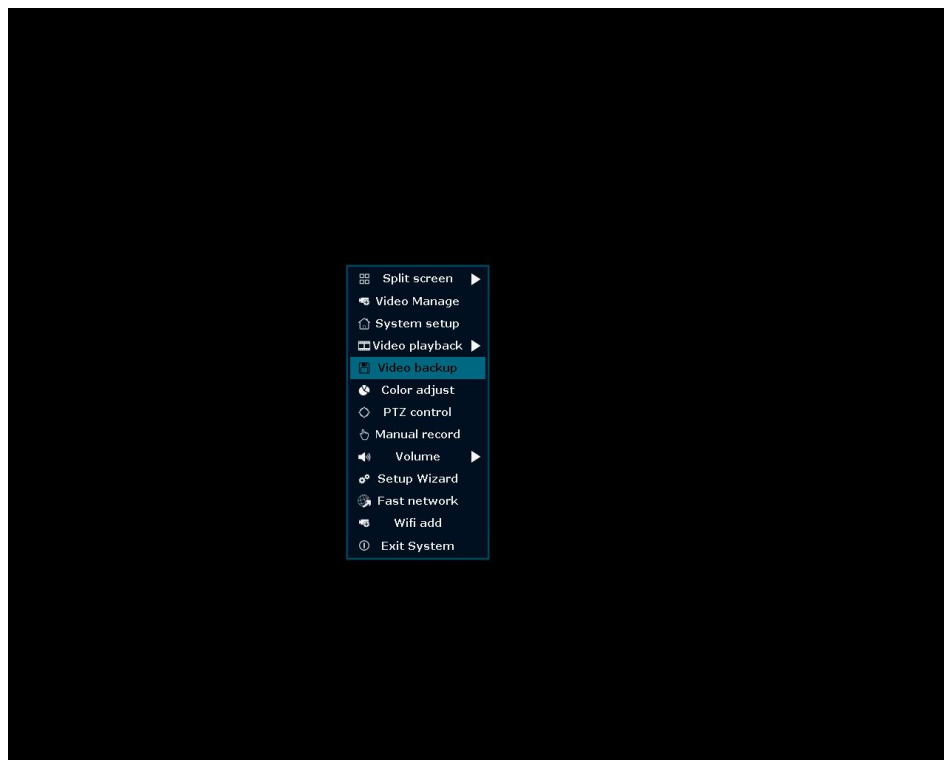 Split screen
Video Manage
System setup
Video playback
Video backup
Color adjust
PTZ control
Manual record
Volume
Setup Wizard
Fast network
Wifi add
Exit System